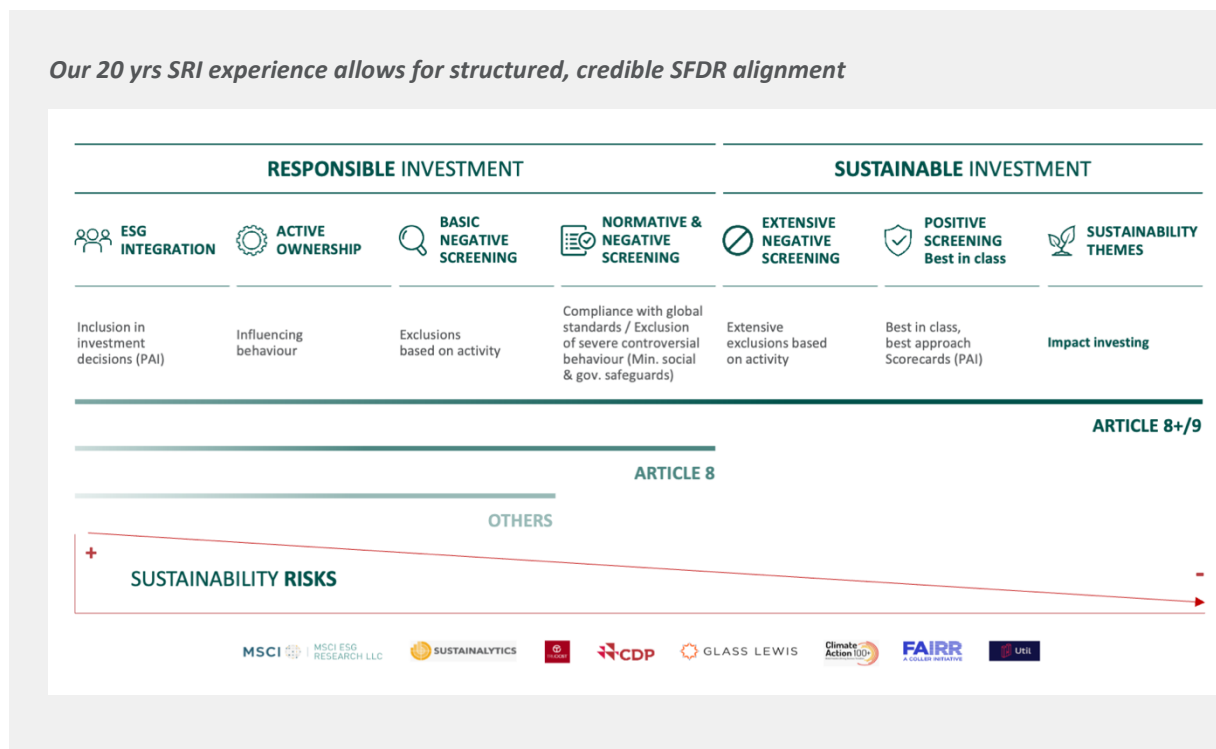 Our 20 yrs SRI experience allows for structured, credible SFDR alignment
RESPONSIBLE INVESTMENT
SUSTAINABLE INVESTMENT
ESG
INTEGRATION
ACTIVE
OWNERSHIP
BASIC
NEGATIVE
SCREENING
NORMATIVE &
NEGATIVE
SCREENING
EXTENSIVE
NEGATIVE
SCREENING
POSITIVE
SCREENING
Best in class
SUSTAINABILITY
THEMES
Inclusion in
investment
decisions (PAI)
Influencing
behaviour
Exclusions
based on activity
Compliance with global
standards / Exclusion
of severe controversial
behaviour (Min. social
& gov. safeguards)
Extensive
exclusions based
on activity
Best in class,
best approach
Scorecards (PAI)
Impact investing
ARTICLE 8+/9
ARTICLE 8
OTHERS
+
-
SUSTAINABILITY RISKS
MSCI
MSCI ESG
RESEARCH LLC
SUSTAINALYTICS
CDP
GLASS LEWIS
Climate
Action 100+
FAIRR
A COLLER INITIATIVE
Util